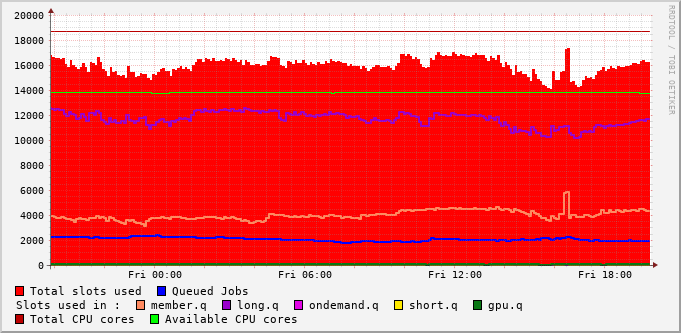 20000
18000
16000
14000
12000
10000
8000
6000
4000
2000
0
Fri 00:00 Fri 06:00 Fri 12:00 Fri 18:00
RRDTOOL / TOBI OETIKER
Total slots used Queued Jobs
Slots used in : member.q long.q ondemand.q short.q gpu.q
Total CPU cores Available CPU cores